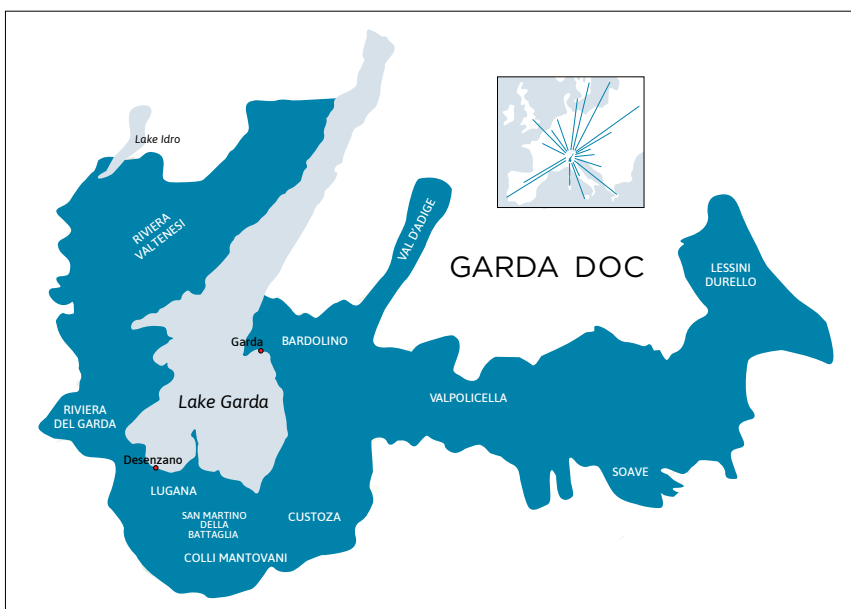 Lake Idro
RIVIERA
VALTENESI
VAL D'ADIGE
GARDA DOC
LESSINI
DURELLO
Garda
BARDOLINO
Lake Garda
VALPOLICELLA
RIVIERA
DEL GARDA
Desenzano
LUGANA
SOAVE
SAN MARTINO
DELLA
BATTAGLIA
CUSTOZA
COLLI MANTOVANI